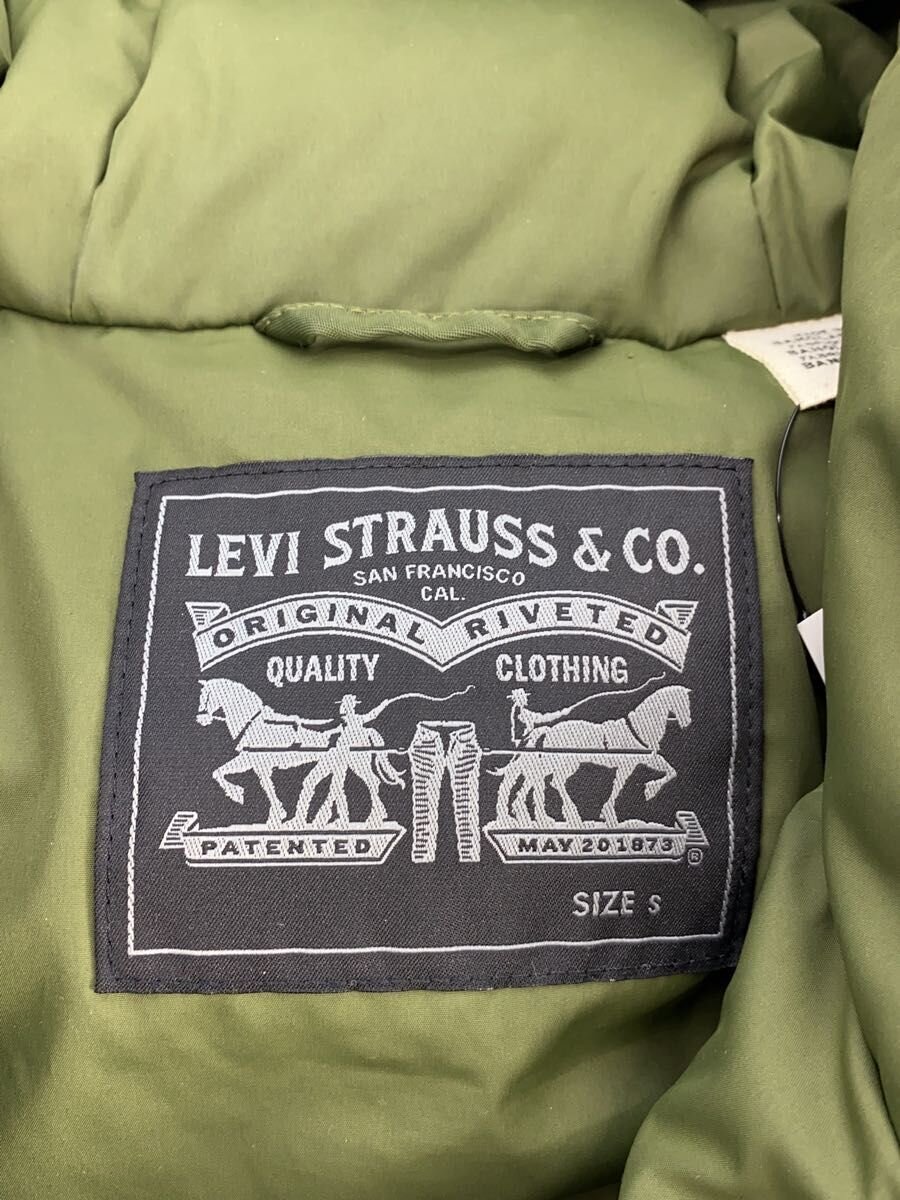 LEVI STRAUSS & CO.
SAN FRANCISCO
CAL.
ORIGINAL RIVETED
QUALITY CLOTHING
PATENTED MAY 20 1873 ®
SIZE S